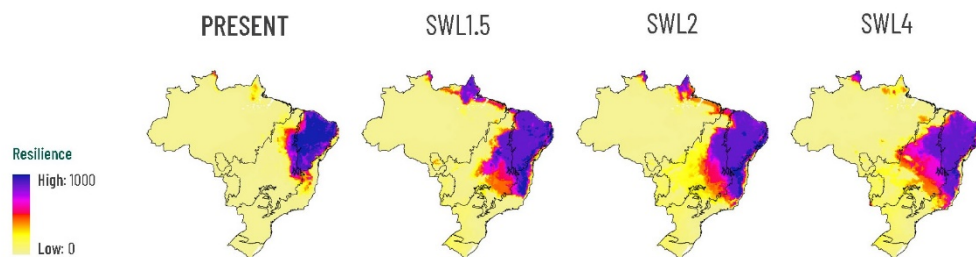 PRESENT
SWL1.5
SWL2
SWL4
Resilience
High: 1000
Low: 0